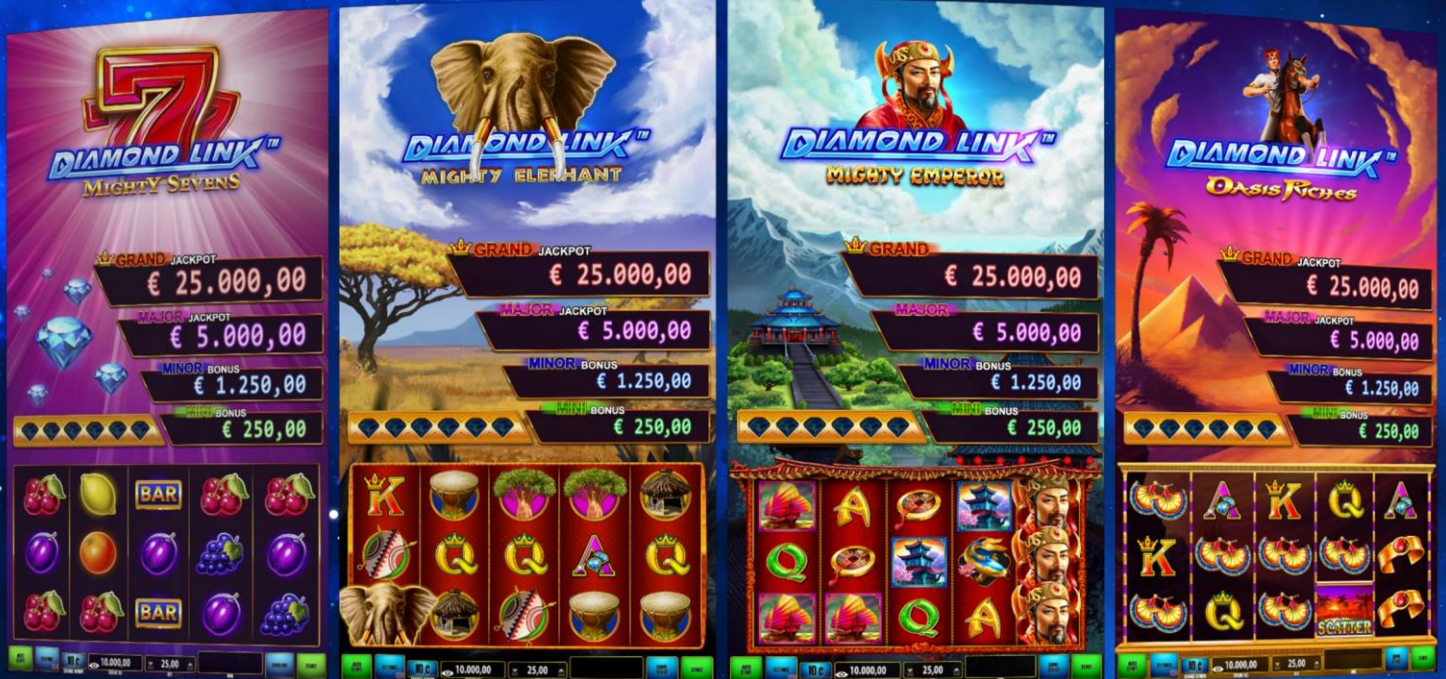 7
DIAMOND LINK™
MIGHTY SEVENS
GRAND JACKPOT
€ 25.000,00
MAJOR JACKPOT
€ 5.000,00
MINOR BONUS
€ 1.250,00
MINI BONUS
€ 250,00
BAR
BAR
10 ¢
10.000,00
25,00
DIAMOND LINK™
MIGHTY ELEPHANT
GRAND JACKPOT
€ 25.000,00
MAJOR JACKPOT
€ 5.000,00
MINOR BONUS
€ 1.250,00
MINI BONUS
€ 250,00
K
Q Q A Q
10 ¢
10.000,00
25,00
DIAMOND LINK™
MIGHTY EMPEROR
GRAND
€ 25.000,00
MAJOR
€ 5.000,00
MINOR BONUS
€ 1.250,00
MINI BONUS
€ 250,00
A
Q
Q A
10 ¢
10.000,00
25,00
DIAMOND LINK™
OASIS RICHES
GRAND JACKPOT
€ 25.000,00
MAJOR JACKPOT
€ 5.000,00
MINOR BONUS
€ 1.250,00
MINI BONUS
€ 250,00
A K Q A
K
Q
SCATTER
10 ¢
10.000,00
25,00